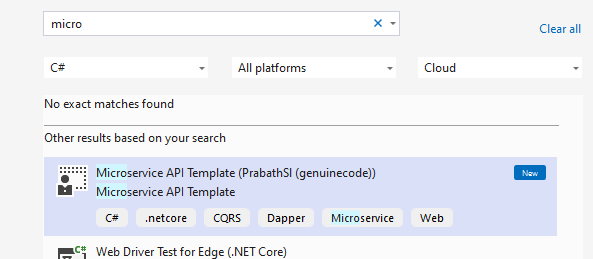 micro
Clear all
C# All platforms Cloud
No exact matches found
Other results based on your search
Microservice API Template (PrabathSl (genuinecode)) New
Microservice API Template
C# .netcore CQRS Dapper Microservice Web
C#
Web Driver Test for Edge (.NET Core)